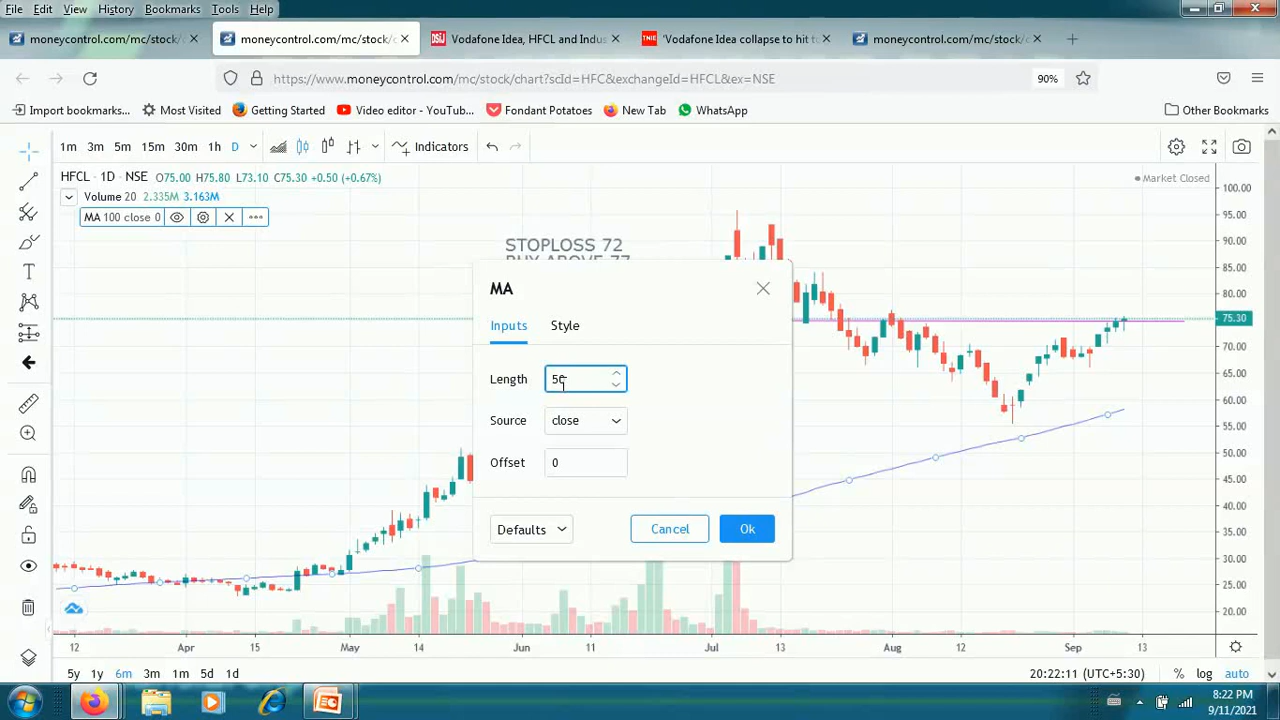 File Edit View History Bookmarks Tools Help
moneycontrol.com/mc/stock/ moneycontrol.com/mc/stock/ Vodafone Idea, HFCL and Indus 'Vodafone Idea collapse to hit t moneycontrol.com/mc/stock/
https://www.moneycontrol.com/mc/stock/chart?scId=HFC&exchangeId=HFCL&ex=NSE 90%
Import bookmarks... Most Visited Getting Started Video editor - YouTub... Fondant Potatoes New Tab WhatsApp Other Bookmarks
1m 3m 5m 15m 30m 1h D Indicators
HFCL · 1D · NSE O75.00 H75.80 L73.10 C75.30 +0.50 (+0.67%) Market Closed
Volume 20 2.335M 3.163M
MA 100 close 0
STOPLOSS 72
BUY ABOVE 77
MA
Inputs Style
Length 50
Source close
Offset 0
Defaults Cancel Ok
100.00
95.00
90.00
85.00
80.00
75.30
70.00
65.00
60.00
55.00
50.00
45.00
40.00
35.00
30.00
25.00
20.00
12 Apr 15 May 14 Jun 11 Jul 13 Aug 12 Sep 13
5y 1y 6m 3m 1m 5d 1d 20:22:11 (UTC+5:30) % log auto
8:22 PM
9/11/2021